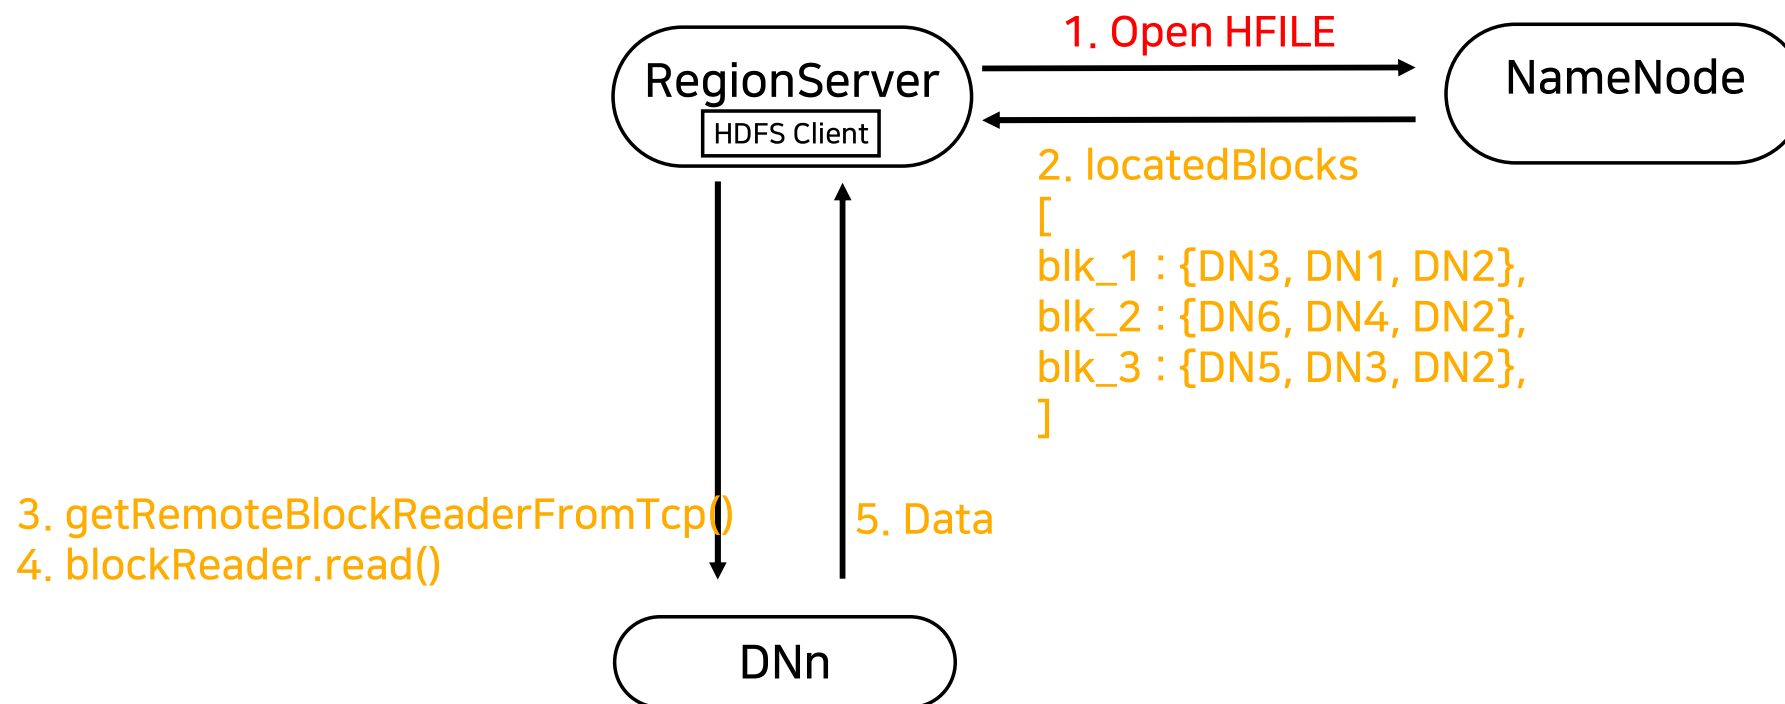 1. Open HFILE
RegionServer
HDFS Client
NameNode
2. locatedBlocks
[
blk_1 : {DN3, DN1, DN2},
blk_2 : {DN6, DN4, DN2},
blk_3 : {DN5, DN3, DN2},
]
3. getRemoteBlockReaderFromTcp()
4. blockReader.read()
5. Data
DNn